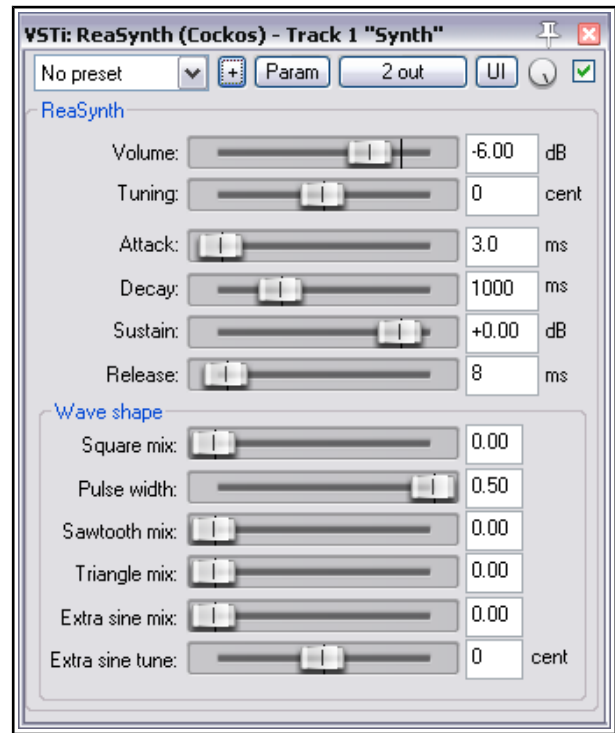 VSTi: ReaSynth (Cockos) - Track 1 "Synth"
No preset + Param 2 out UI
ReaSynth
Volume: -6.00 dB
Tuning: 0 cent
Attack: 3.0 ms
Decay: 1000 ms
Sustain: +0.00 dB
Release: 8 ms
Wave shape
Square mix: 0.00
Pulse width: 0.50
Sawtooth mix: 0.00
Triangle mix: 0.00
Extra sine mix: 0.00
Extra sine tune: 0 cent